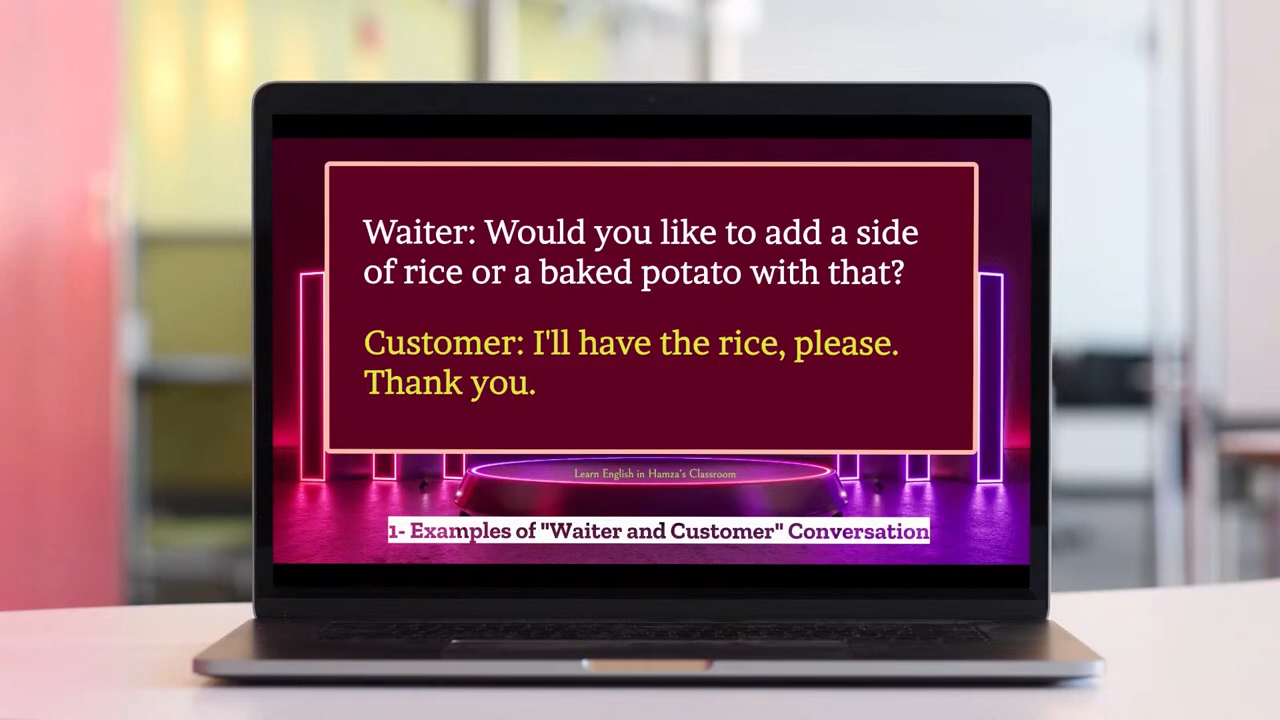 Waiter: Would you like to add a side
of rice or a baked potato with that?
Customer: I'll have the rice, please.
Thank you.
Learn English in Hamza's Classroom
1- Examples of "Waiter and Customer" Conversation